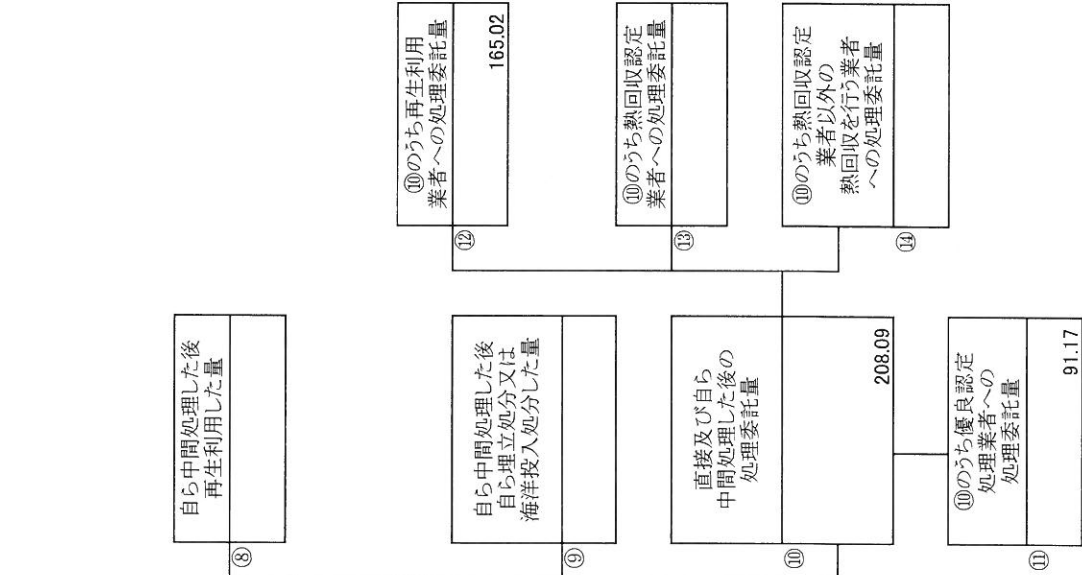 ⑧
自ら中間処理した後
再生利用した量
⑨
自ら中間処理した後
自ら埋立処分又は
海洋投入処分した量
⑩
直接及び自ら
中間処理した後の
処理委託量
208.09
⑪
⑩のうち優良認定
処理業者への
処理委託量
91.17
⑫
⑩のうち再生利用
業者への処理委託量
165.02
⑬
⑩のうち熱回収認定
業者への処理委託量
⑭
⑩のうち熱回収認定
業者以外の
熱回収を行う業者
への処理委託量